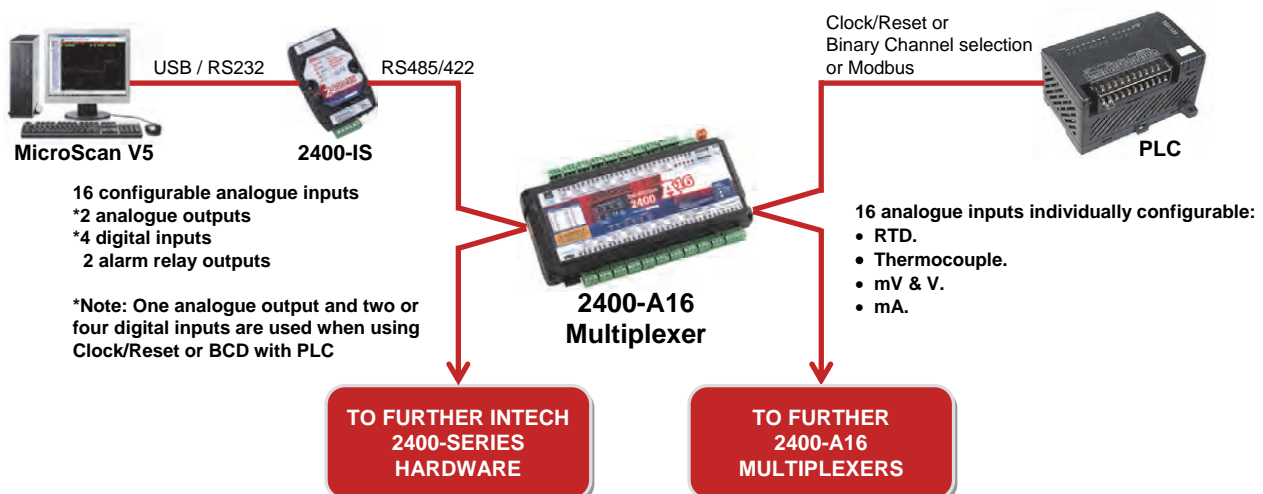 Clock/Reset or
Binary Channel selection
or Modbus
USB / RS232
RS485/422
MicroScan V5
2400-IS
PLC
16 configurable analogue inputs
*2 analogue outputs
*4 digital inputs
2 alarm relay outputs
*Note: One analogue output and two or
four digital inputs are used when using
Clock/Reset or BCD with PLC
A16
2400
2400-A16
Multiplexer
16 analogue inputs individually configurable:
• RTD.
• Thermocouple.
• mV & V.
• mA.
TO FURTHER INTECH
2400-SERIES
HARDWARE
TO FURTHER
2400-A16
MULTIPLEXERS